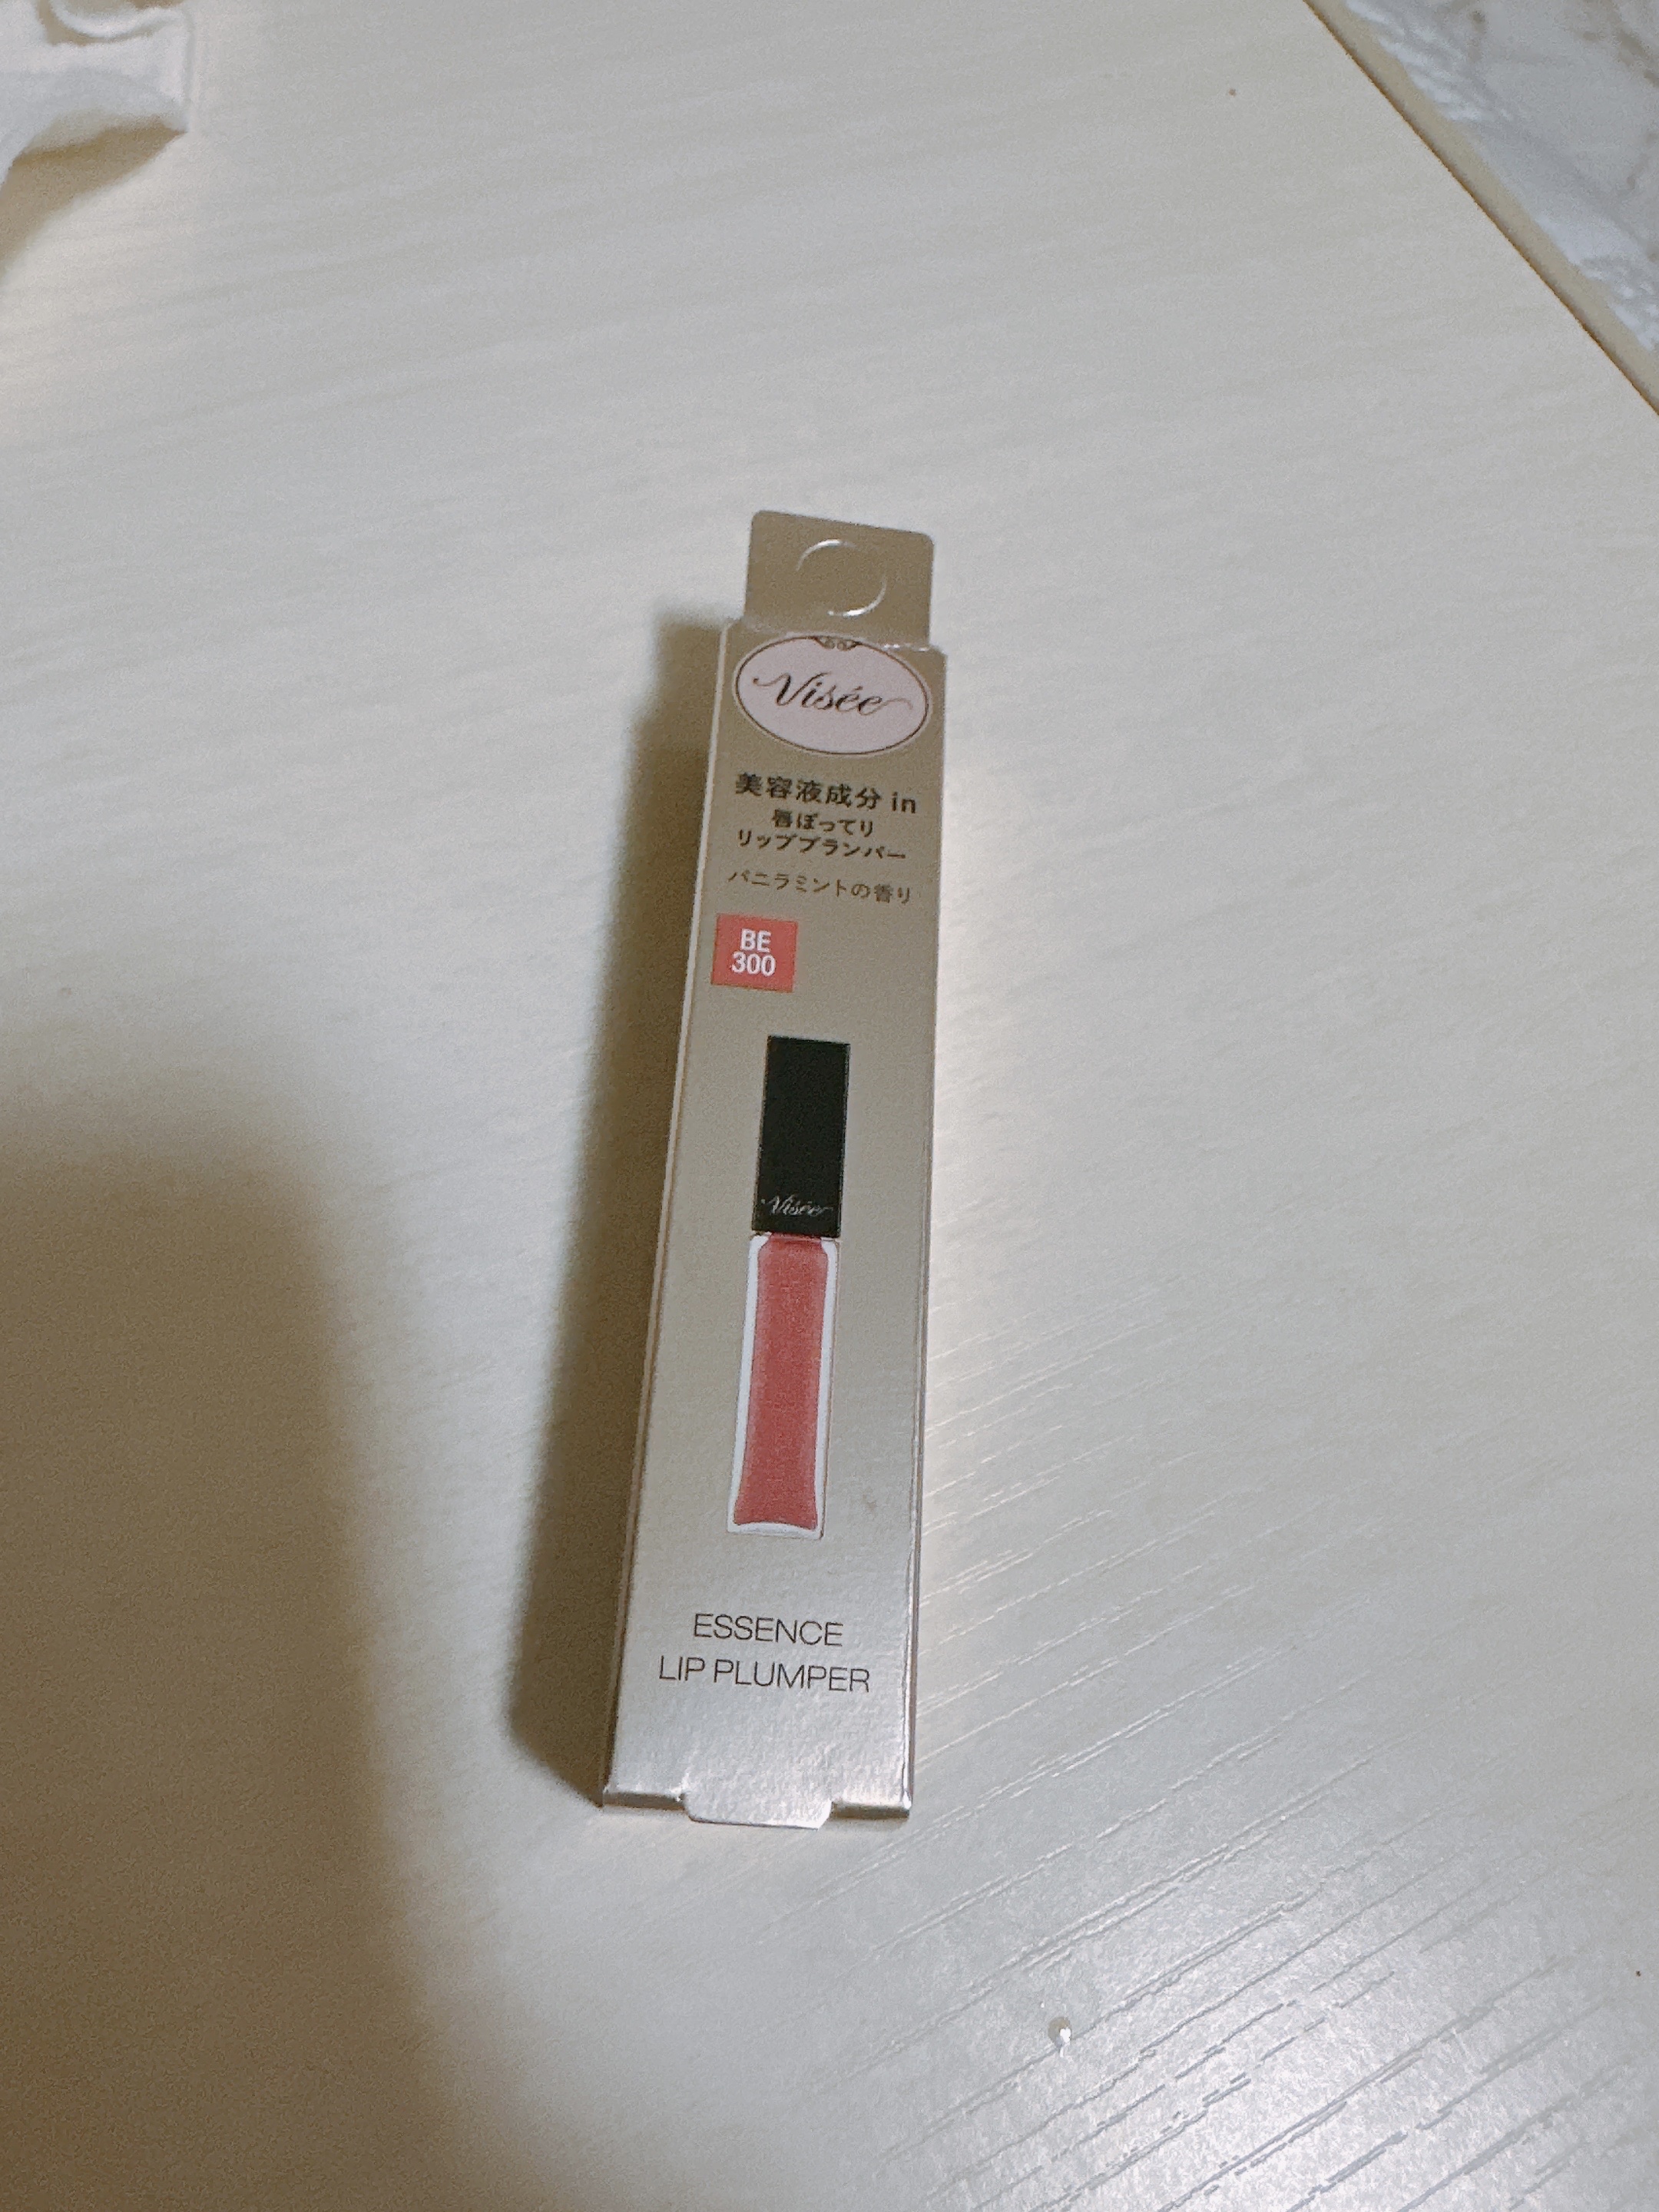 Visée
美容液成分 in
唇ぽってり
リッププランパー
バニラミントの香り
BE
300
Visée
ESSENCE
LIP PLUMPER